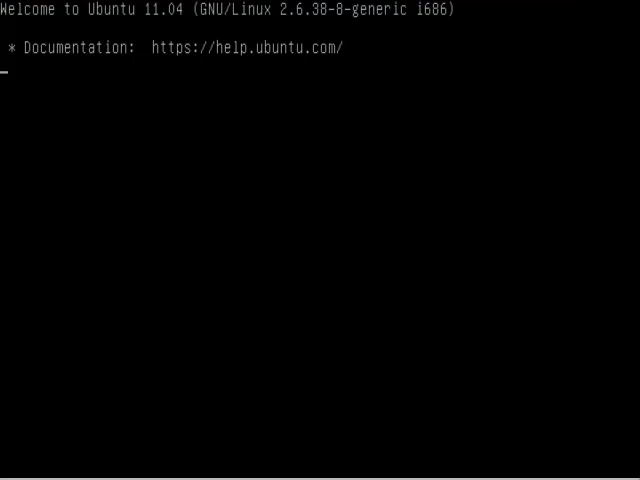 Welcome to Ubuntu 11.04 (GNU/Linux 2.6.38-8-generic i686)
* Documentation:  https://help.ubuntu.com/